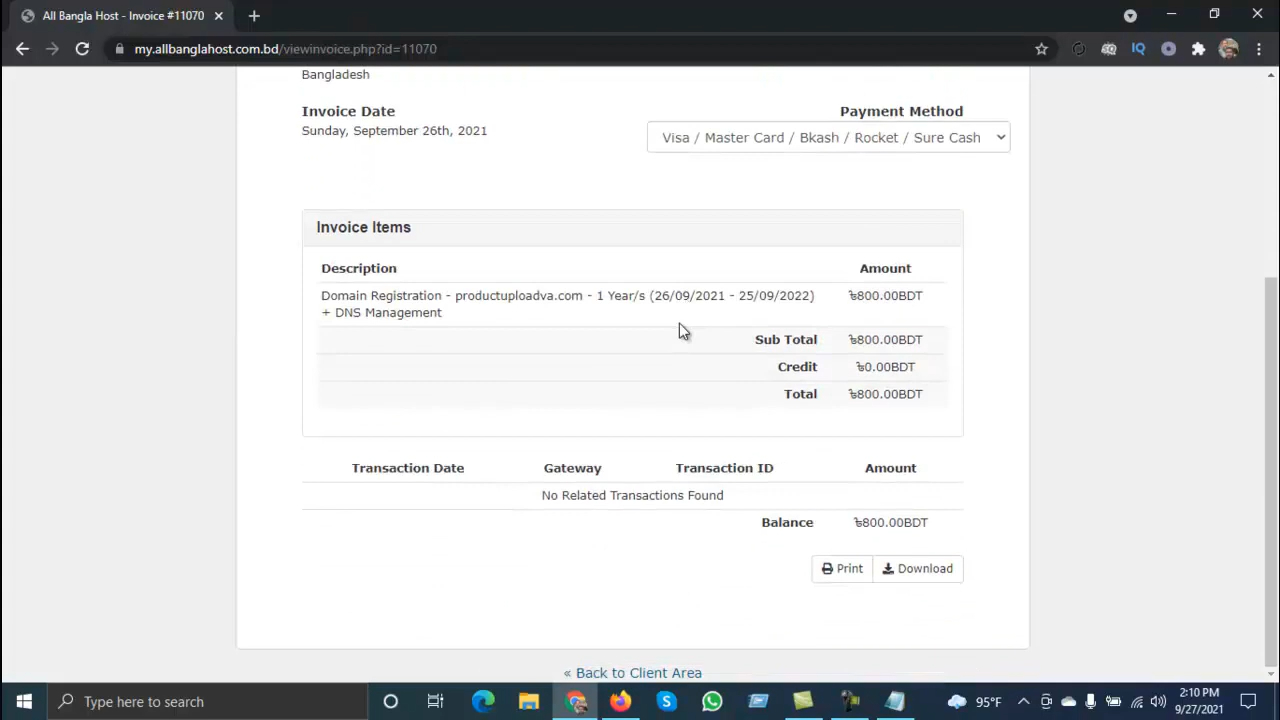 All Bangla Host - Invoice #11070
my.allbanglahost.com.bd/viewinvoice.php?id=11070
IQ
Bangladesh
Invoice Date
Payment Method
Sunday, September 26th, 2021
Visa / Master Card / Bkash / Rocket / Sure Cash
Invoice Items
Description Amount
Domain Registration - productuploadva.com - 1 Year/s (26/09/2021 - 25/09/2022) ৳800.00BDT
+ DNS Management
Sub Total ৳800.00BDT
Credit ৳0.00BDT
Total ৳800.00BDT
Transaction Date Gateway Transaction ID Amount
No Related Transactions Found
Balance ৳800.00BDT
Print Download
« Back to Client Area
Type here to search
95°F
2:10 PM
9/27/2021